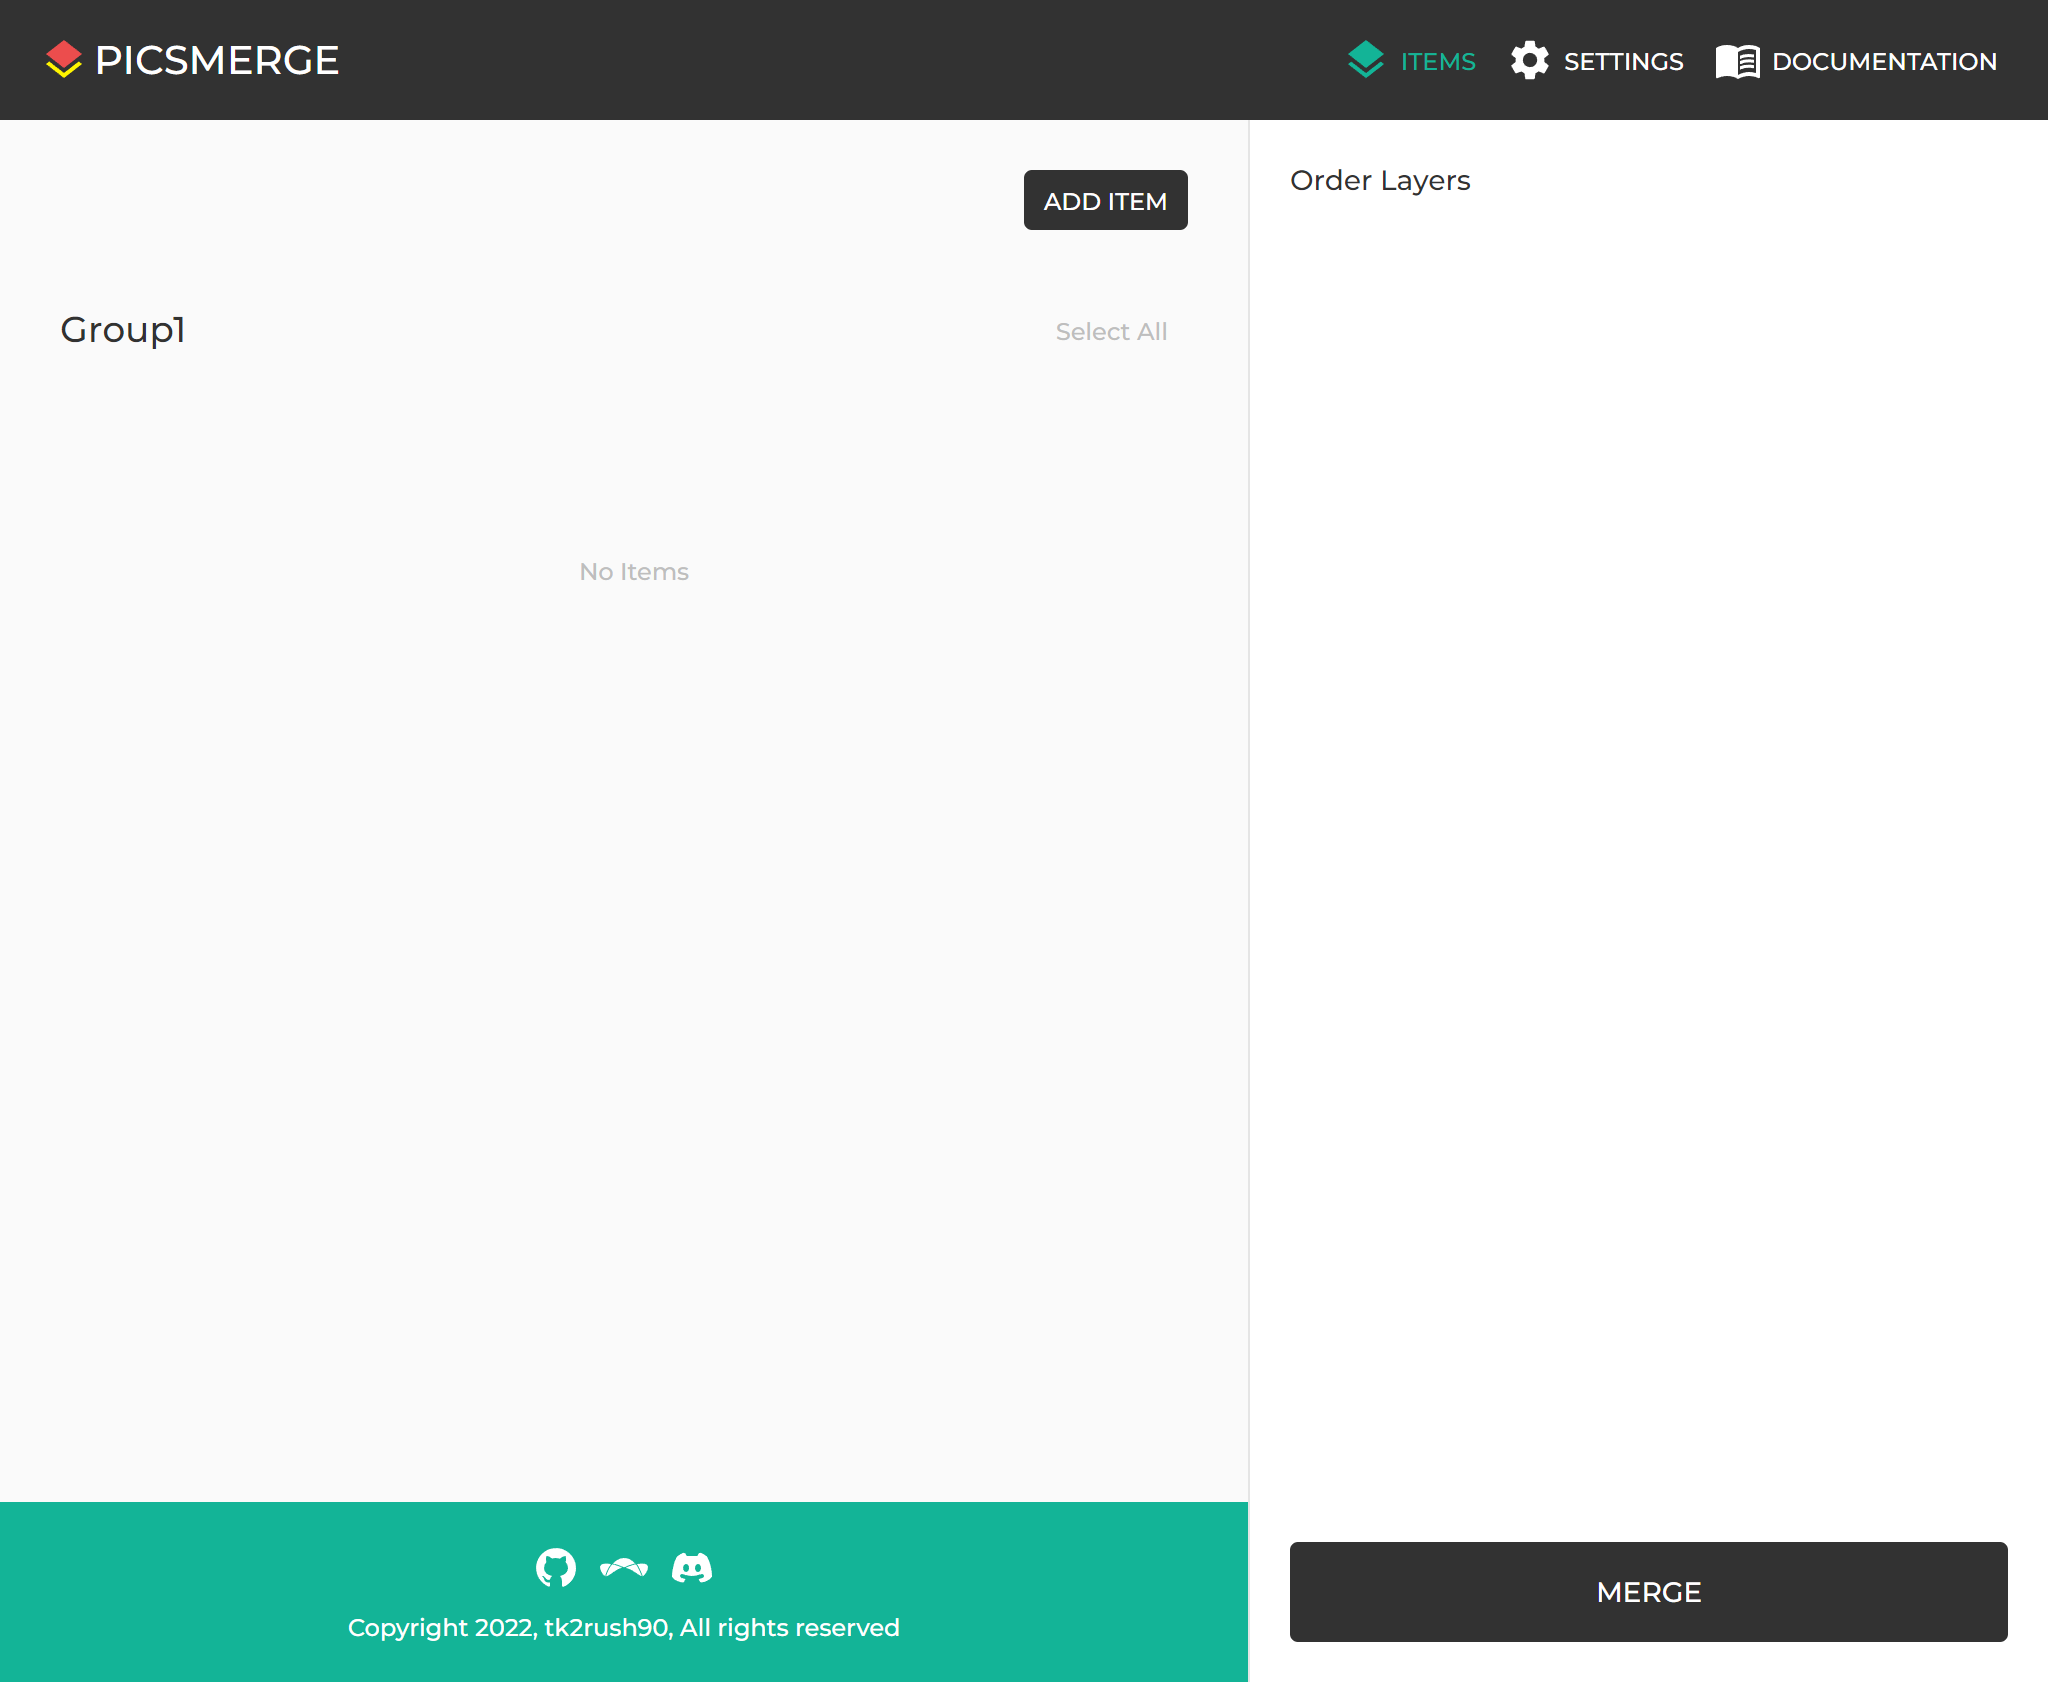 PICSMERGE
ITEMS
SETTINGS
DOCUMENTATION
ADD ITEM
Group1
Select All
No Items
Order Layers
MERGE
Copyright 2022, tk2rush90, All rights reserved